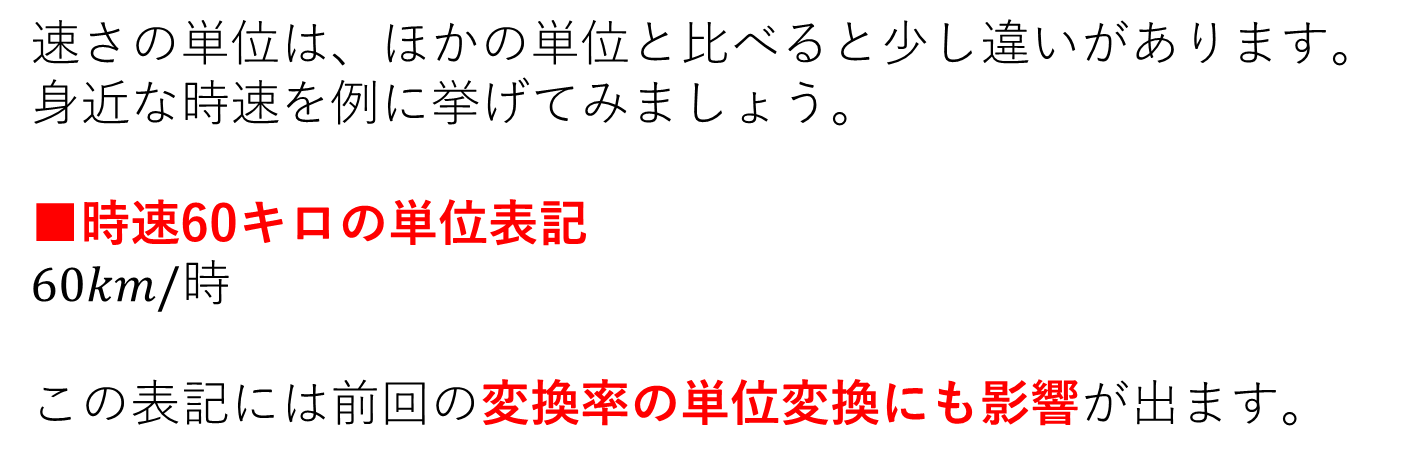 速さの単位は、ほかの単位と比べると少し違いがあります。
身近な時速を例に挙げてみましょう。
■時速60キロの単位表記
60km/時
この表記には前回の変換率の単位変換にも影響が出ます。